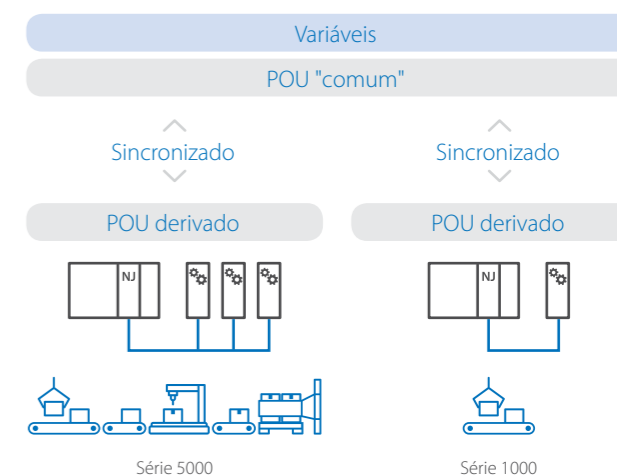 Variáveis
POU "comum"
Sincronizado
Sincronizado
POU derivado
POU derivado
NJ
NJ
Série 5000
Série 1000